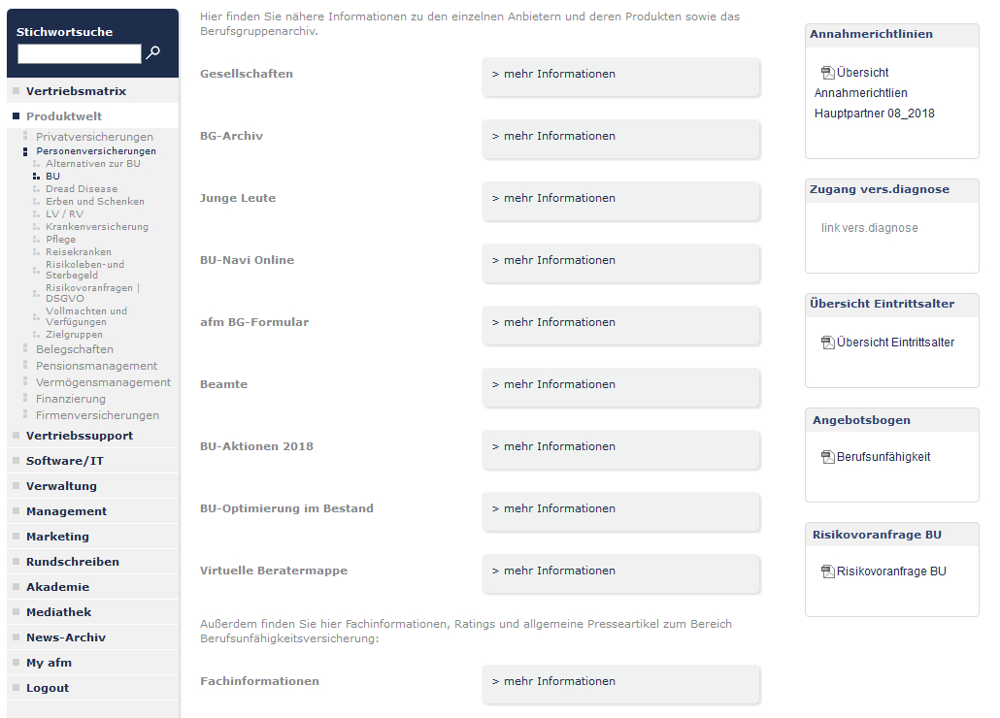 Stichwortsuche
Vertriebsmatrix
Produktwelt
Privatversicherungen
Personenversicherungen
Alternativen zur BU
BU
Dread Disease
Erben und Schenken
LV / RV
Krankenversicherung
Pflege
Reisekranken
Risikoleben-und
Sterbegeld
Risikovoranfragen |
DSGVO
Vollmachten und
Verfügungen
Zielgruppen
Belegschaften
Pensionsmanagement
Vermögensmanagement
Finanzierung
Firmenversicherungen
Vertriebssupport
Software/IT
Verwaltung
Management
Marketing
Rundschreiben
Akademie
Mediathek
News-Archiv
My afm
Logout
Hier finden Sie nähere Informationen zu den einzelnen Anbietern und deren Produkten sowie das
Berufsgruppenarchiv.
Gesellschaften > mehr Informationen
BG-Archiv > mehr Informationen
Junge Leute > mehr Informationen
BU-Navi Online > mehr Informationen
afm BG-Formular > mehr Informationen
Beamte > mehr Informationen
BU-Aktionen 2018 > mehr Informationen
BU-Optimierung im Bestand > mehr Informationen
Virtuelle Beratermappe > mehr Informationen
Außerdem finden Sie hier Fachinformationen, Ratings und allgemeine Presseartikel zum Bereich
Berufsunfähigkeitsversicherung:
Fachinformationen > mehr Informationen
Annahmerichtlinien
Übersicht
Annahmerichtlien
Hauptpartner 08_2018
Zugang vers.diagnose
link vers.diagnose
Übersicht Eintrittsalter
Übersicht Eintrittsalter
Angebotsbogen
Berufsunfähigkeit
Risikovoranfrage BU
Risikovoranfrage BU